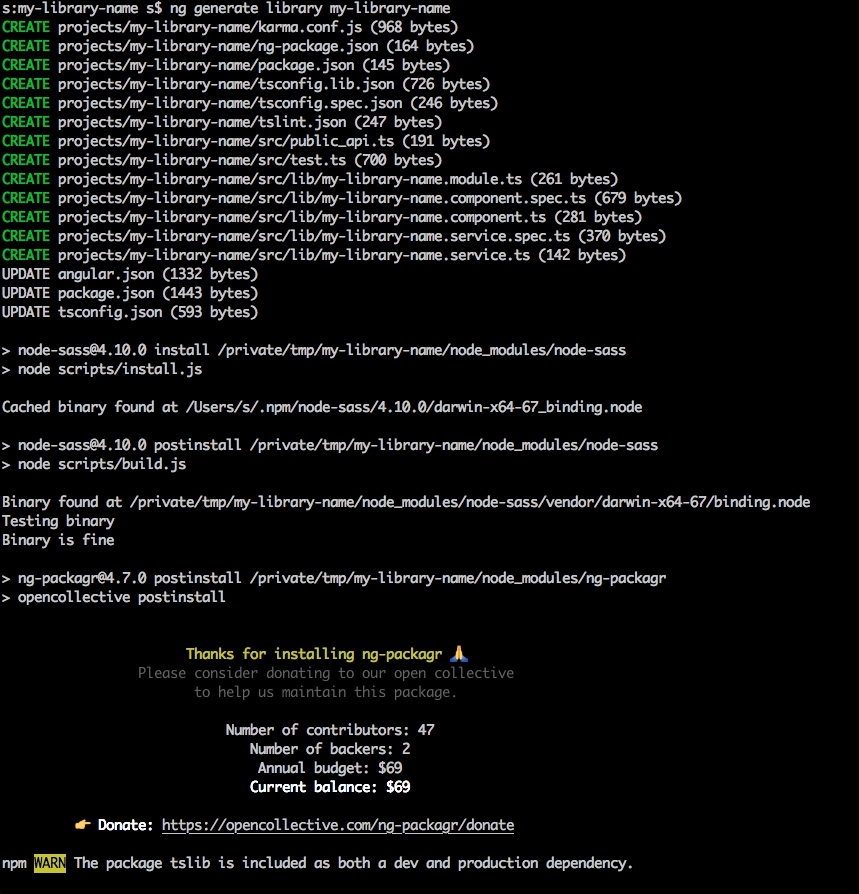 s:my-library-name s$ ng generate library my-library-name
CREATE projects/my-library-name/karma.conf.js (968 bytes)
CREATE projects/my-library-name/ng-package.json (164 bytes)
CREATE projects/my-library-name/package.json (145 bytes)
CREATE projects/my-library-name/tsconfig.lib.json (726 bytes)
CREATE projects/my-library-name/tsconfig.spec.json (246 bytes)
CREATE projects/my-library-name/tslint.json (247 bytes)
CREATE projects/my-library-name/src/public_api.ts (191 bytes)
CREATE projects/my-library-name/src/test.ts (700 bytes)
CREATE projects/my-library-name/src/lib/my-library-name.module.ts (261 bytes)
CREATE projects/my-library-name/src/lib/my-library-name.component.spec.ts (679 bytes)
CREATE projects/my-library-name/src/lib/my-library-name.component.ts (281 bytes)
CREATE projects/my-library-name/src/lib/my-library-name.service.spec.ts (370 bytes)
CREATE projects/my-library-name/src/lib/my-library-name.service.ts (142 bytes)
UPDATE angular.json (1332 bytes)
UPDATE package.json (1443 bytes)
UPDATE tsconfig.json (593 bytes)
> node-sass@4.10.0 install /private/tmp/my-library-name/node_modules/node-sass
> node scripts/install.js
Cached binary found at /Users/s/.npm/node-sass/4.10.0/darwin-x64-67_binding.node
> node-sass@4.10.0 postinstall /private/tmp/my-library-name/node_modules/node-sass
> node scripts/build.js
Binary found at /private/tmp/my-library-name/node_modules/node-sass/vendor/darwin-x64-67/binding.node
Testing binary
Binary is fine
> ng-packagr@4.7.0 postinstall /private/tmp/my-library-name/node_modules/ng-packagr
> opencollective postinstall
Thanks for installing ng-packagr 🙏
Please consider donating to our open collective
to help us maintain this package.
Number of contributors: 47
Number of backers: 2
Annual budget: $69
Current balance: $69
👉 Donate: https://opencollective.com/ng-packagr/donate
npm WARN The package tslib is included as both a dev and production dependency.